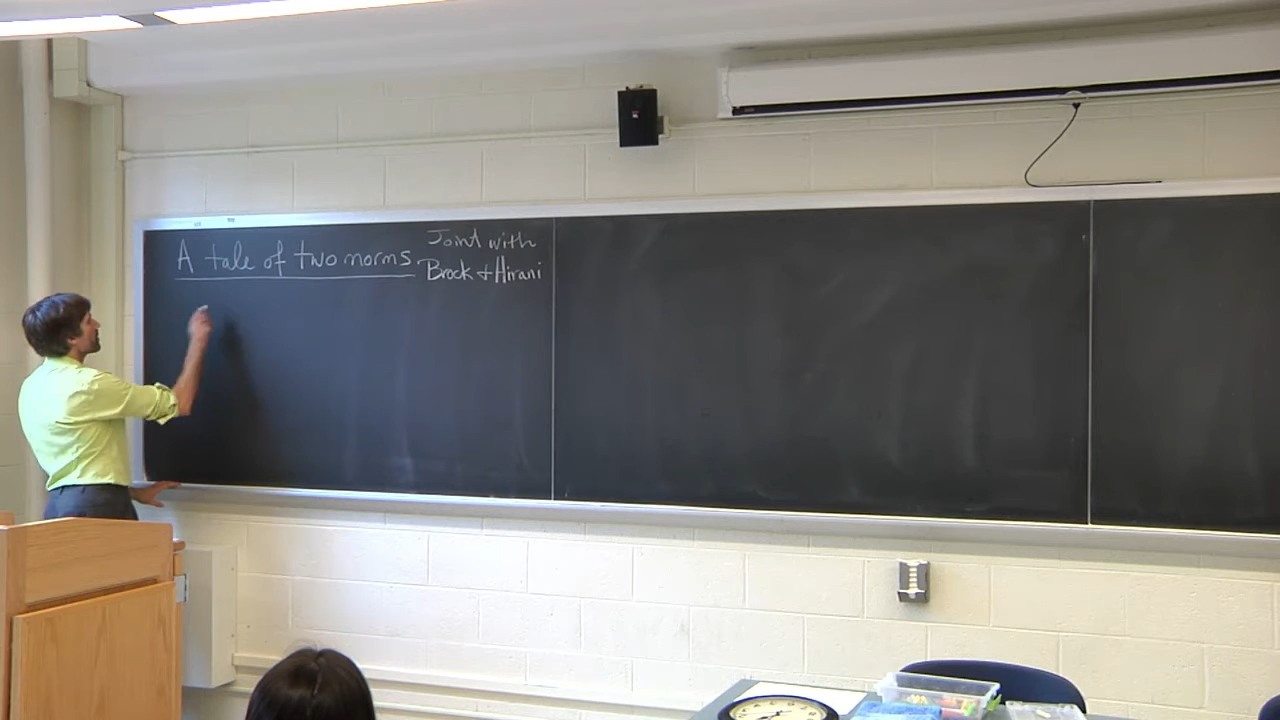 A tale of two norms
Joint with
Brock + Hirani